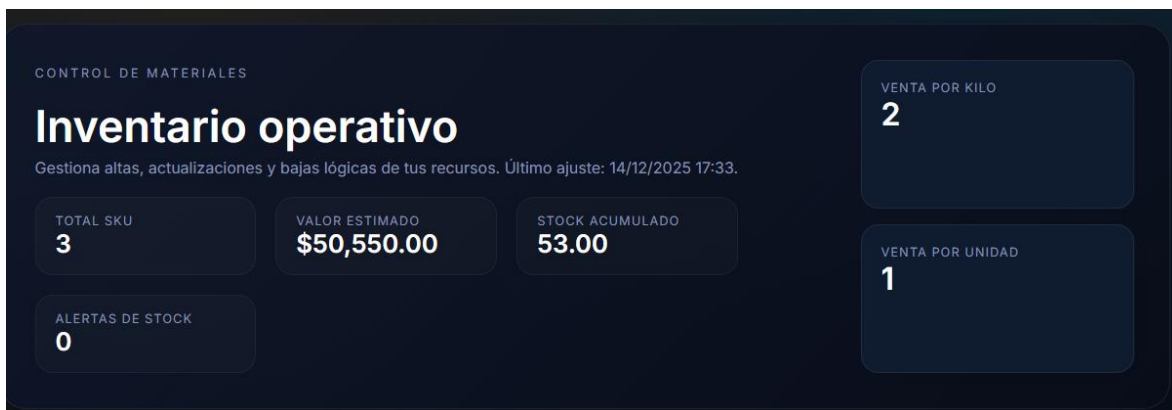 CONTROL DE MATERIALES
Inventario operativo
Gestiona altas, actualizaciones y bajas lógicas de tus recursos. Último ajuste: 14/12/2025 17:33.
TOTAL SKU
3
VALOR ESTIMADO
$50,550.00
STOCK ACUMULADO
53.00
ALERTAS DE STOCK
0
VENTA POR KILO
2
VENTA POR UNIDAD
1